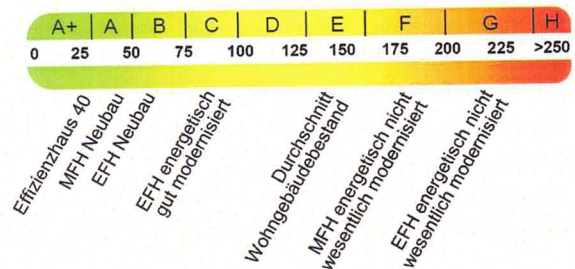 A+ A B C D E F G H
0 25 50 75 100 125 150 175 200 225 >250
Effizienzhaus 40
MFH Neubau
EFH Neubau
EFH energetisch
gut modernisiert
Durchschnitt
Wohngebäudebestand
MFH energetisch nicht
wesentlich modernisiert
EFH energetisch nicht
wesentlich modernisiert